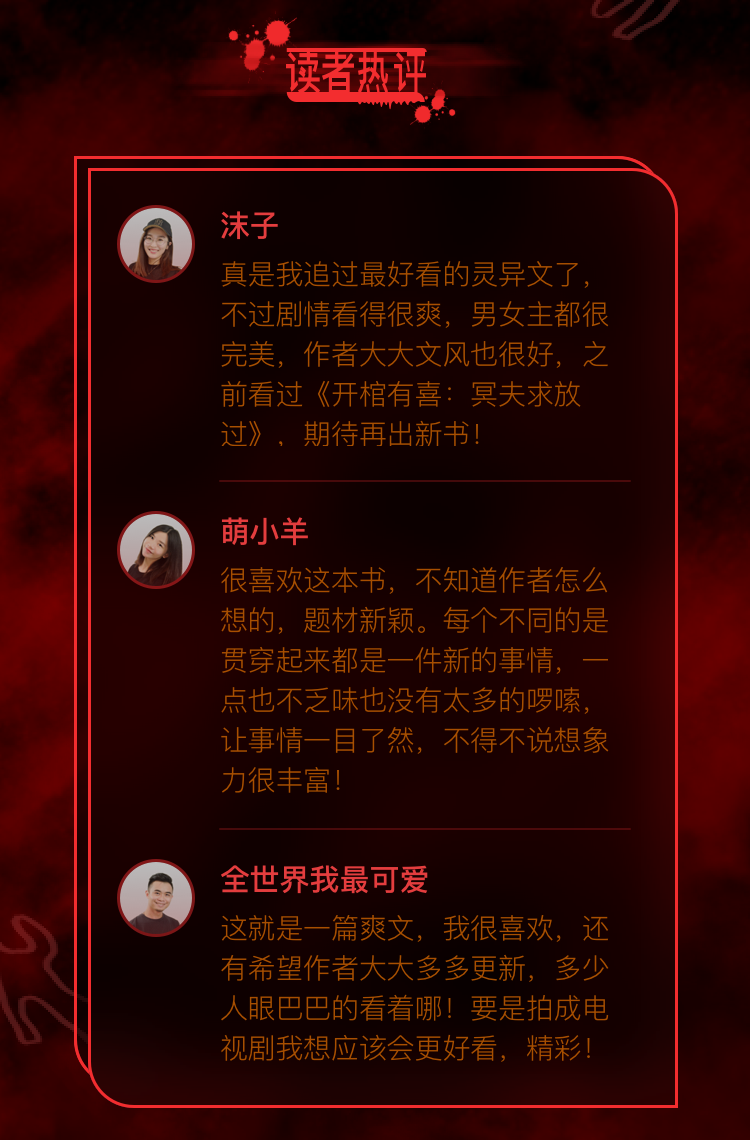 读者热评
沫子
真是我追过最好看的灵异文了，
不过剧情看得很爽，男女主都很
完美，作者大大文风也很好，之
前看过《开棺有喜：冥夫求放
过》，期待再出新书！
萌小羊
很喜欢这本书，不知道作者怎么
想的，题材新颖。每个不同的是
贯穿起来都是一件新的事情，一
点也不乏味也没有太多的啰嗦，
让事情一目了然，不得不说想象
力很丰富！
全世界我最可爱
这就是一篇爽文，我很喜欢，还
有希望作者大大多多更新，多少
人眼巴巴的看着哪！要是拍成电
视剧我想应该会更好看，精彩！